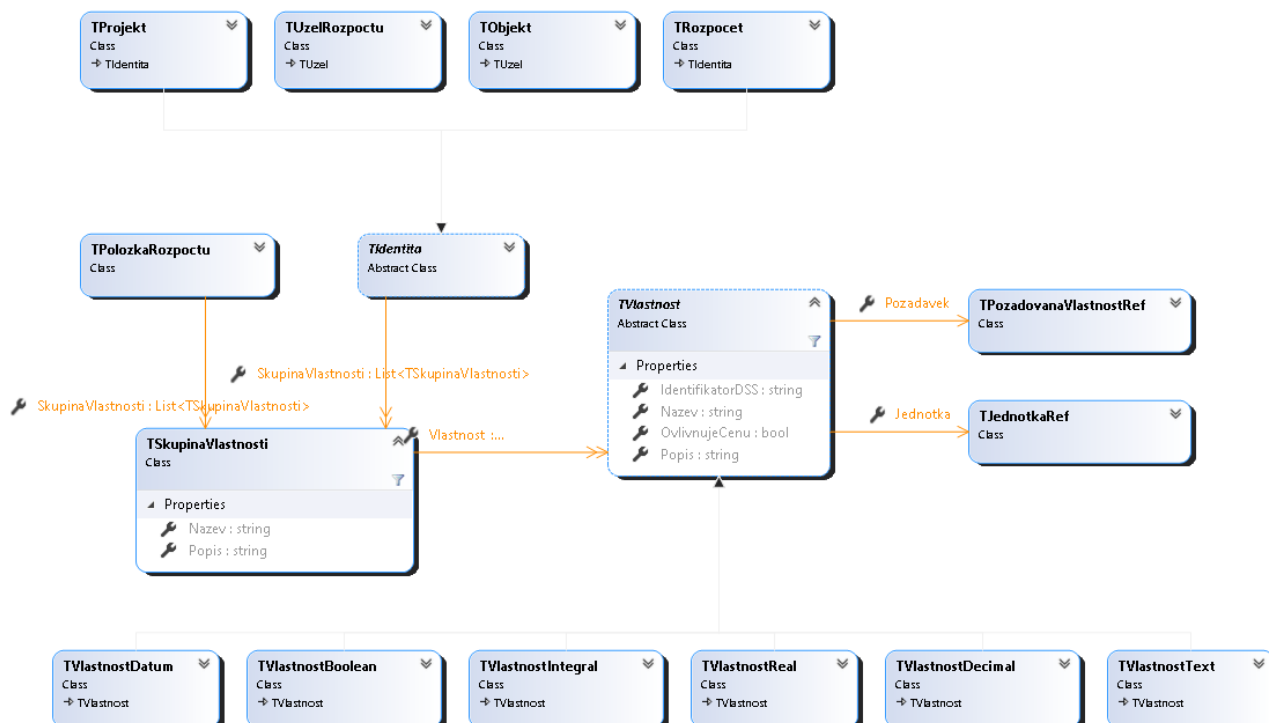 TProjekt
Class
TIdentita
TUzelRozpoctu
Class
TUzel
TObjekt
Class
TUzel
TRozpocet
Class
TIdentita
TPolozkaRozpoctu
Class
TIdentita
Abstract Class
TVlastnost
Abstract Class
Properties
IdentifikatorDSS : string
Nazev : string
OvlivnujeCenu : bool
Popis : string
Pozadavek
TPozadovanaVlastnostRef
Class
Jednotka
TJednotkaRef
Class
SkupinaVlastnosti : List<TSkupinaVlastnosti>
SkupinaVlastnosti : List<TSkupinaVlastnosti>
Vlastnost :...
TSkupinaVlastnosti
Class
Properties
Nazev : string
Popis : string
TVlastnostDatum
Class
TVlastnost
TVlastnostBoolean
Class
TVlastnost
TVlastnostIntegral
Class
TVlastnost
TVlastnostReal
Class
TVlastnost
TVlastnostDecimal
Class
TVlastnost
TVlastnostText
Class
TVlastnost